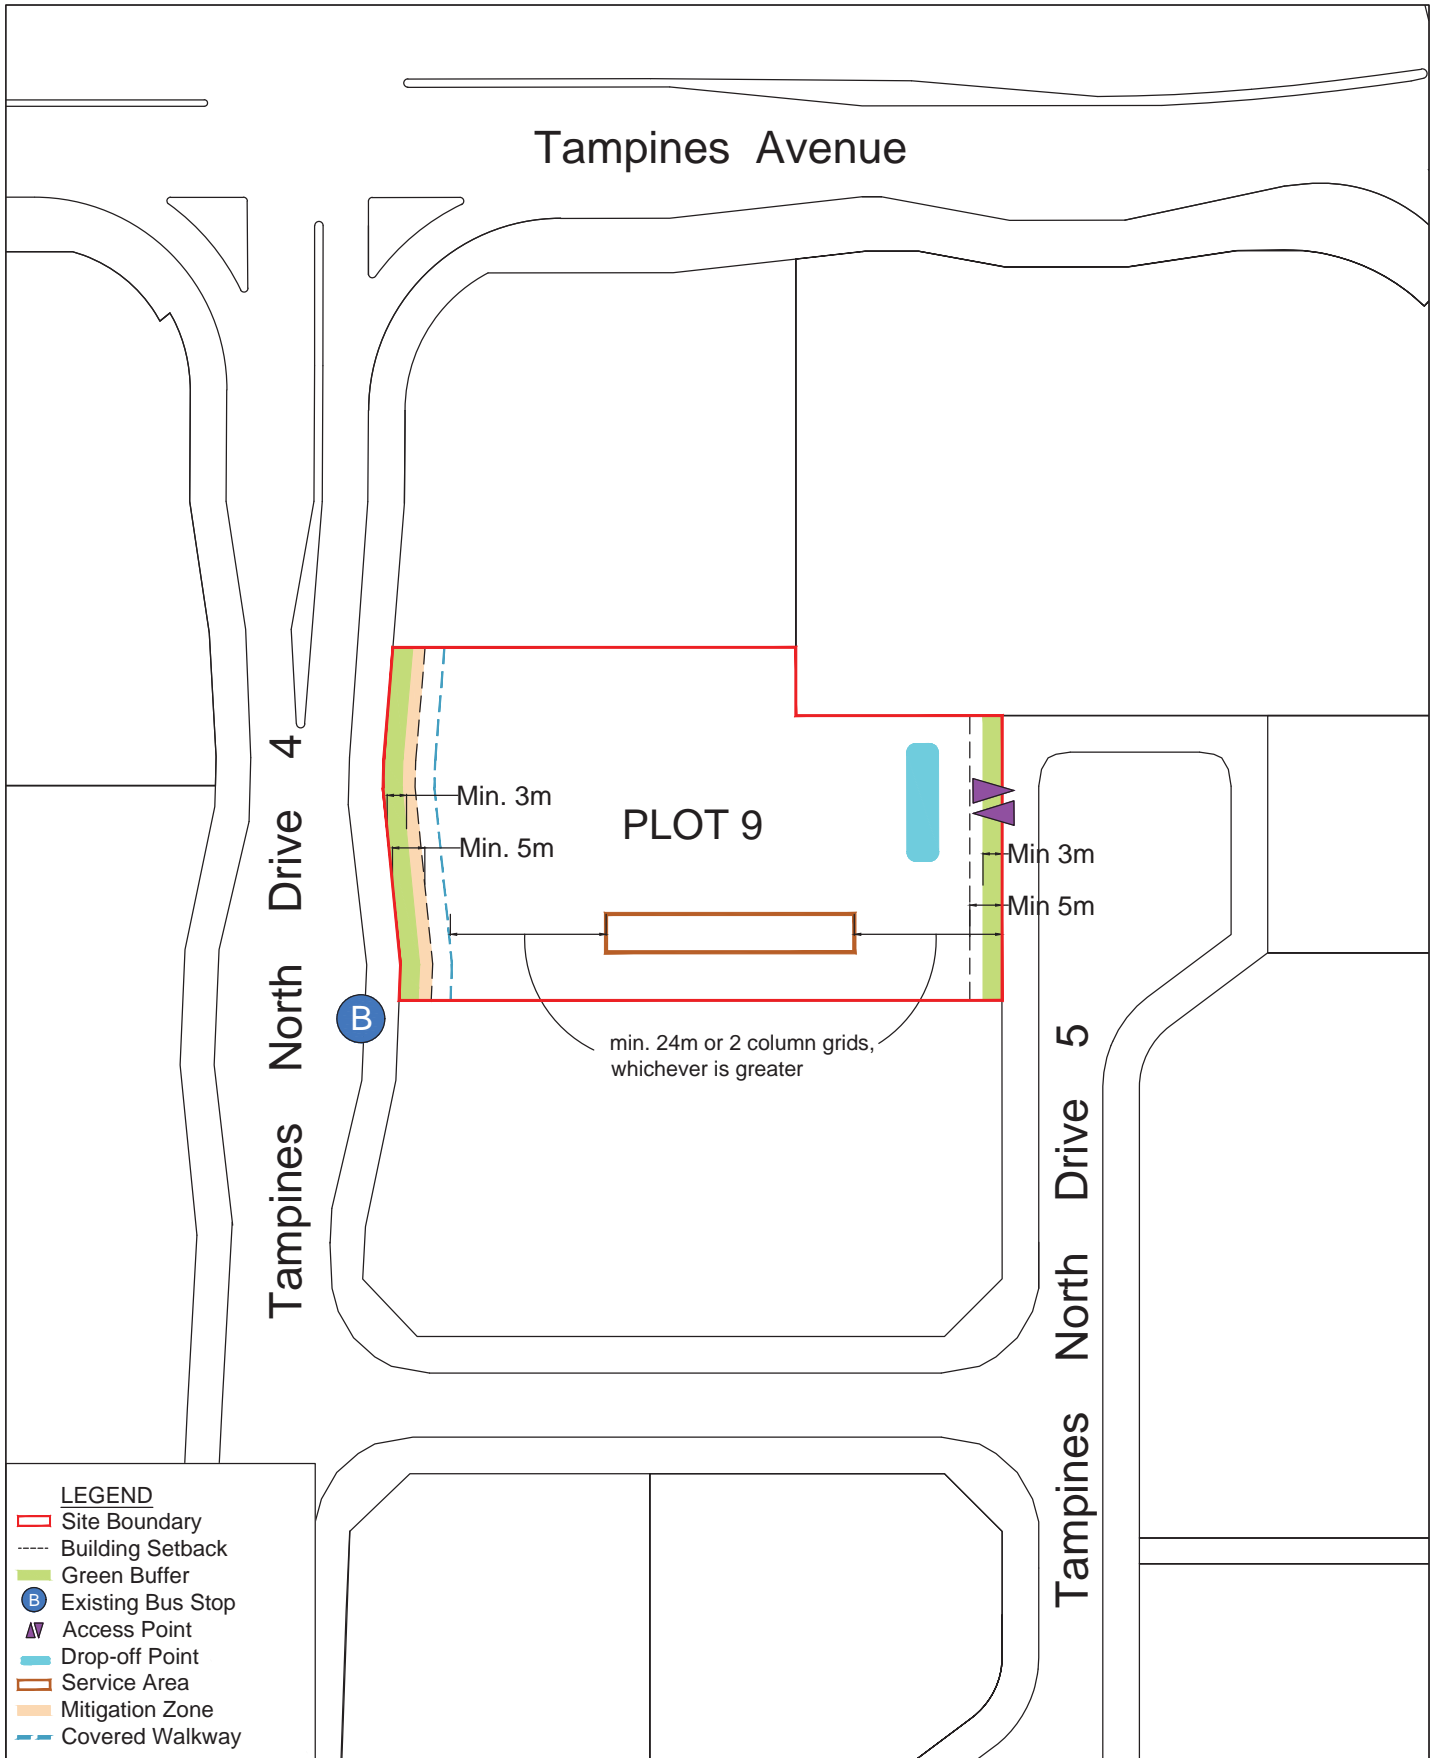 Tampines Avenue
Tampines North Drive 4
Min. 3m
Min. 5m
PLOT 9
Min 3m
Min 5m
min. 24m or 2 column grids,
whichever is greater
B
Tampines North Drive 5
LEGEND
Site Boundary
Building Setback
Green Buffer
B Existing Bus Stop
Access Point
Drop-off Point
Service Area
Mitigation Zone
Covered Walkway